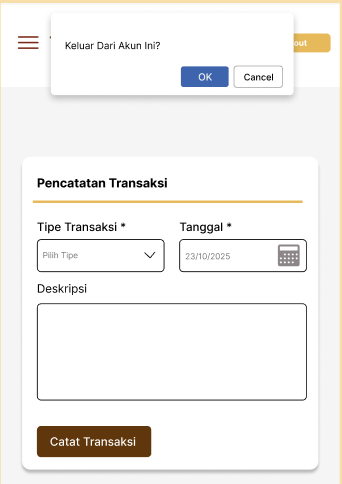 Keluar Dari Akun Ini?
OK
Cancel
out
Pencatatan Transaksi
Tipe Transaksi *
Tanggal *
Pilih Tipe
23/10/2025
Deskripsi
Catat Transaksi